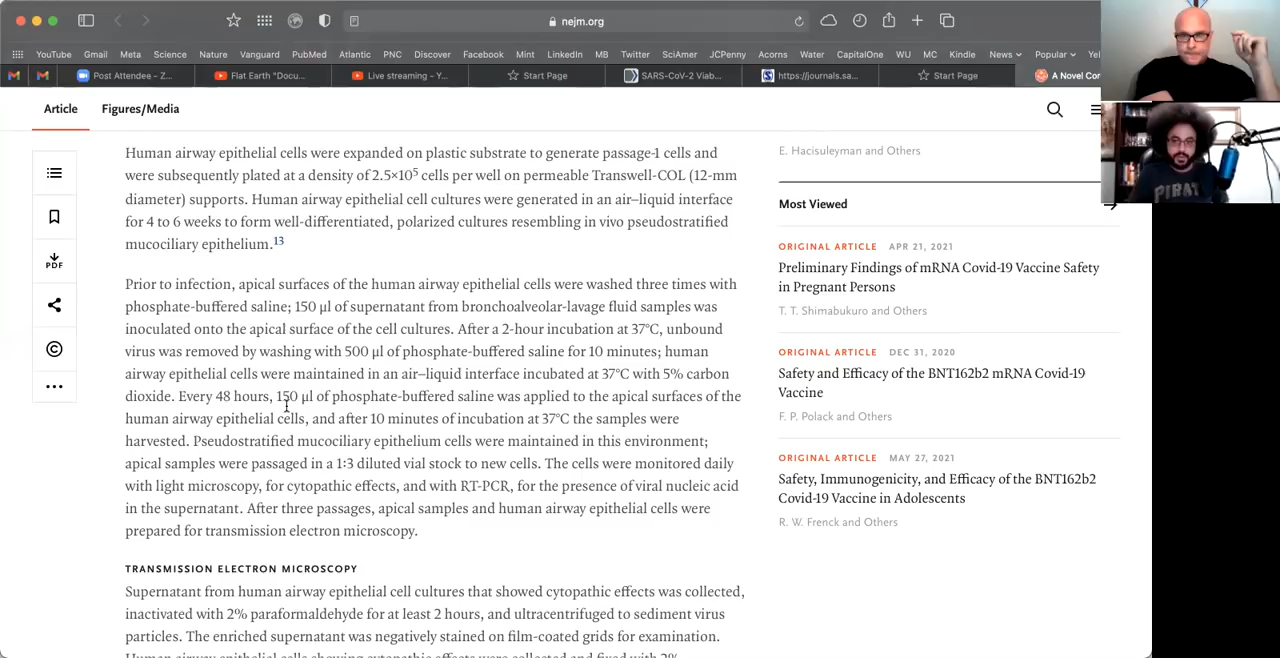 nejm.org
YouTube Gmail Meta Science Nature Vanguard PubMed Atlantic PNC Discover Facebook Mint LinkedIn MB Twitter SciAmer JCPenny Acorns Water CapitalOne WU MC Kindle News Popular Yel
Post Attendee – Z... Flat Earth "Docu... Live streaming - Y... Start Page SARS-CoV-2 Viab... https://journals.sa... Start Page A Novel Cor
Article Figures/Media
PDF
Human airway epithelial cells were expanded on plastic substrate to generate passage-1 cells and
were subsequently plated at a density of 2.5×10⁵ cells per well on permeable Transwell-COL (12-mm
diameter) supports. Human airway epithelial cell cultures were generated in an air–liquid interface
for 4 to 6 weeks to form well-differentiated, polarized cultures resembling in vivo pseudostratified
mucociliary epithelium.¹³
Prior to infection, apical surfaces of the human airway epithelial cells were washed three times with
phosphate-buffered saline; 150 μl of supernatant from bronchoalveolar-lavage fluid samples was
inoculated onto the apical surface of the cell cultures. After a 2-hour incubation at 37°C, unbound
virus was removed by washing with 500 μl of phosphate-buffered saline for 10 minutes; human
airway epithelial cells were maintained in an air–liquid interface incubated at 37°C with 5% carbon
dioxide. Every 48 hours, 150 μl of phosphate-buffered saline was applied to the apical surfaces of the
human airway epithelial cells, and after 10 minutes of incubation at 37°C the samples were
harvested. Pseudostratified mucociliary epithelium cells were maintained in this environment;
apical samples were passaged in a 1:3 diluted vial stock to new cells. The cells were monitored daily
with light microscopy, for cytopathic effects, and with RT-PCR, for the presence of viral nucleic acid
in the supernatant. After three passages, apical samples and human airway epithelial cells were
prepared for transmission electron microscopy.
TRANSMISSION ELECTRON MICROSCOPY
Supernatant from human airway epithelial cell cultures that showed cytopathic effects was collected,
inactivated with 2% paraformaldehyde for at least 2 hours, and ultracentrifuged to sediment virus
particles. The enriched supernatant was negatively stained on film-coated grids for examination.
Human airway epithelial cells showing cytopathic effects were collected and fixed with 2%
E. Hacisuleyman and Others
Most Viewed
ORIGINAL ARTICLE APR 21, 2021
Preliminary Findings of mRNA Covid-19 Vaccine Safety
in Pregnant Persons
T. T. Shimabukuro and Others
ORIGINAL ARTICLE DEC 31, 2020
Safety and Efficacy of the BNT162b2 mRNA Covid-19
Vaccine
F. P. Polack and Others
ORIGINAL ARTICLE MAY 27, 2021
Safety, Immunogenicity, and Efficacy of the BNT162b2
Covid-19 Vaccine in Adolescents
R. W. Frenck and Others
PIRAT